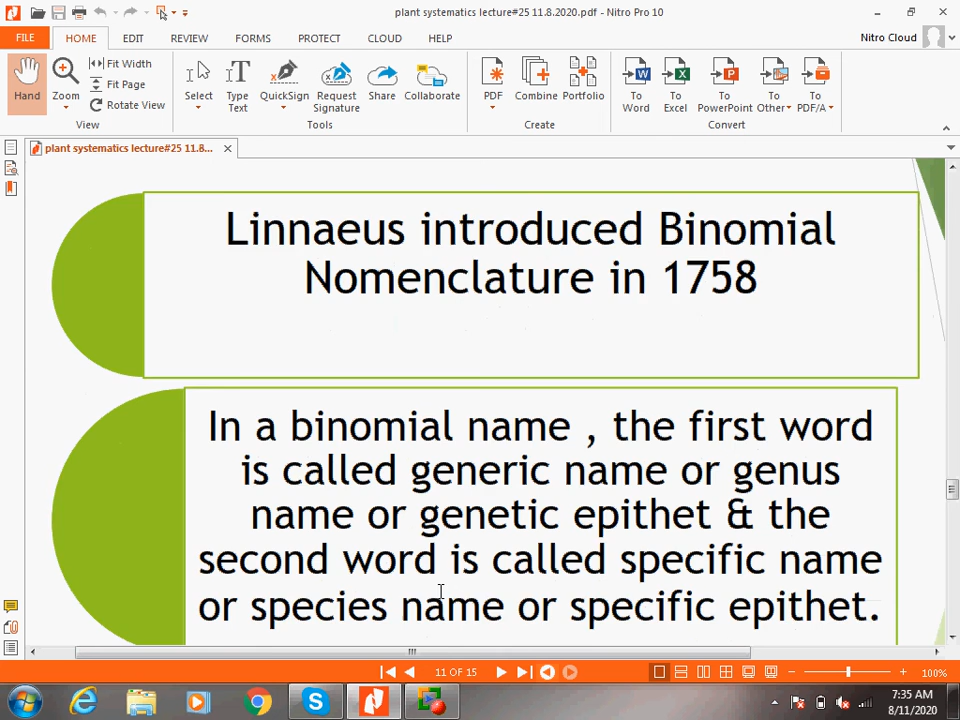 plant systematics lecture#25 11.8.2020.pdf - Nitro Pro 10
FILE HOME EDIT REVIEW FORMS PROTECT CLOUD HELP Nitro Cloud
Hand
Zoom
Fit Width
Fit Page
Rotate View
View
Select
Type Text
QuickSign
Request Signature
Share
Collaborate
Tools
PDF
Combine
Portfolio
Create
To Word
To Excel
To PowerPoint
To Other
To PDF/A
Convert
plant systematics lecture#25 11.8...
Linnaeus introduced Binomial
Nomenclature in 1758
In a binomial name , the first word
is called generic name or genus
name or genetic epithet & the
second word is called specific name
or species name or specific epithet.
11 OF 15
100%
7:35 AM
8/11/2020